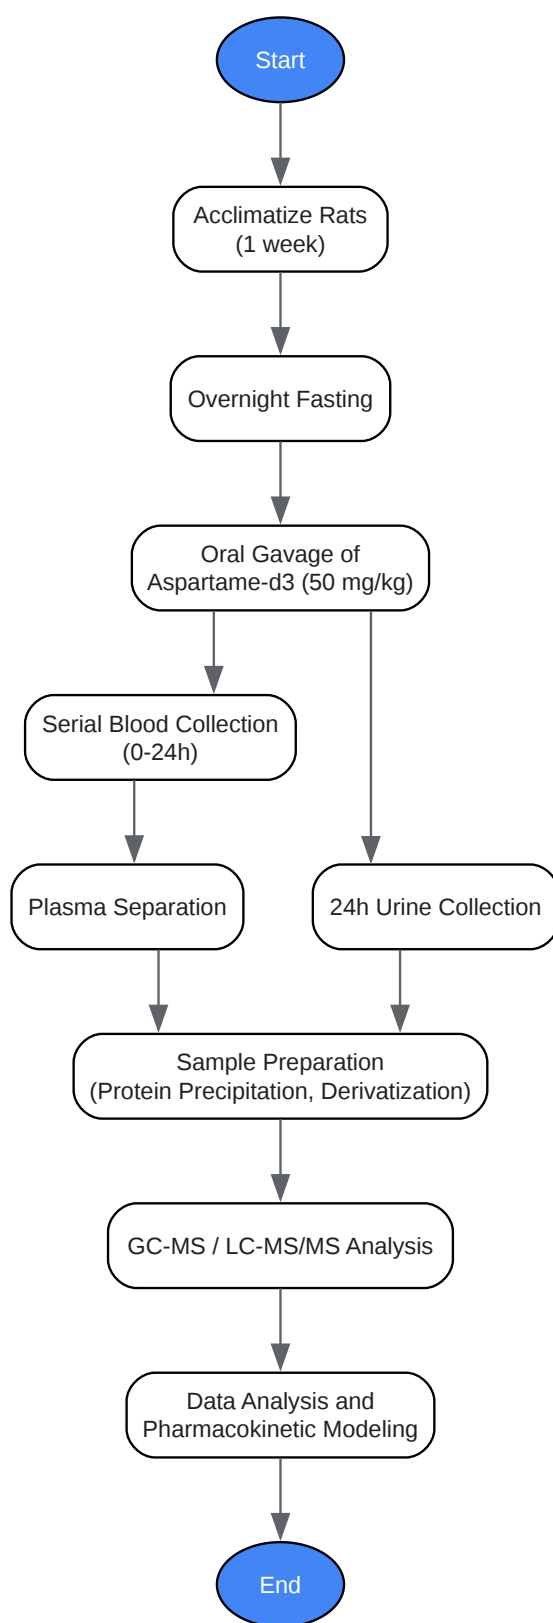 Start
Acclimatize Rats
(1 week)
Overnight Fasting
Oral Gavage of
Aspartame-d3 (50 mg/kg)
Serial Blood Collection
(0-24h)
Plasma Separation
24h Urine Collection
Sample Preparation
(Protein Precipitation, Derivatization)
GC-MS / LC-MS/MS Analysis
Data Analysis and
Pharmacokinetic Modeling
End